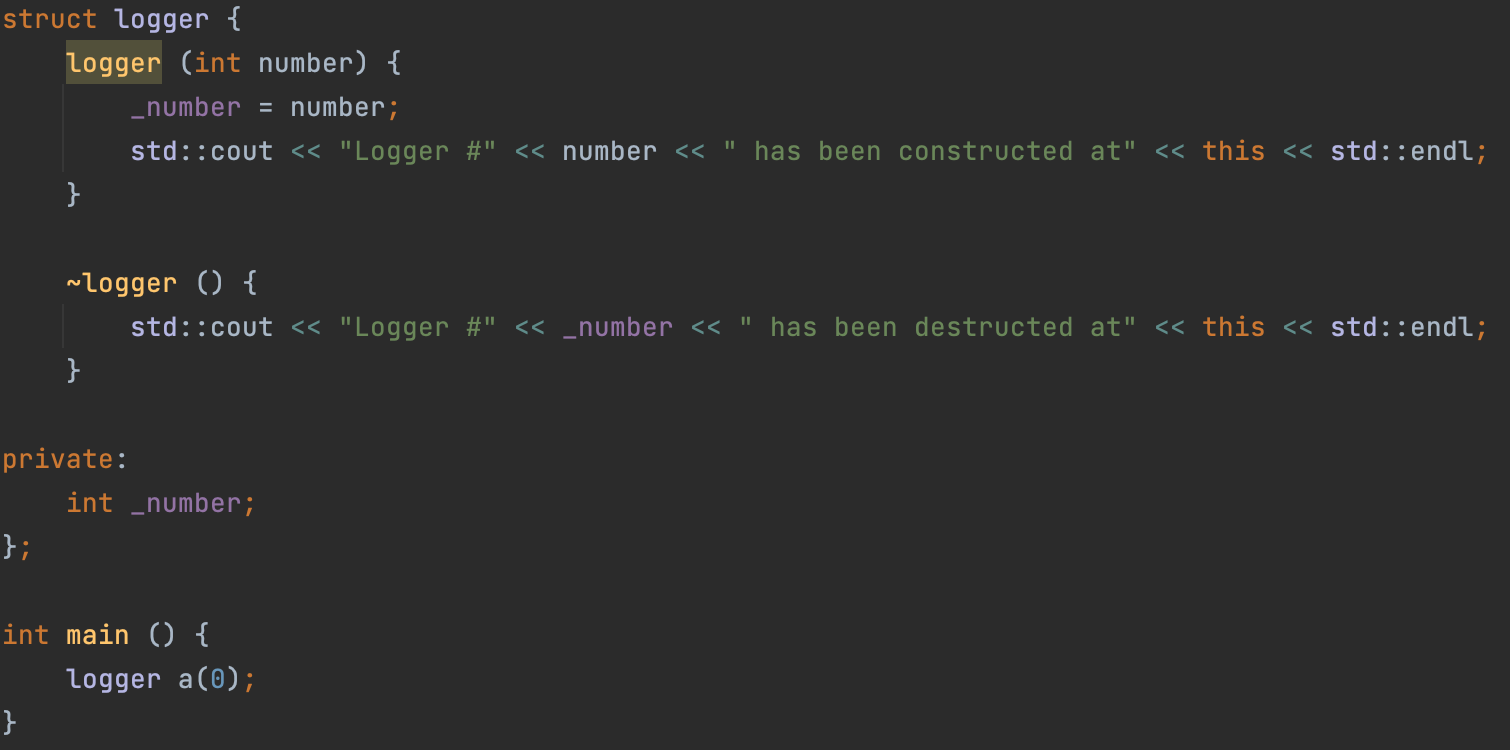 struct logger {
    logger (int number) {
        _number = number;
        std::cout << "Logger #" << number << " has been constructed at" << this << std::endl;
    }
    ~logger () {
        std::cout << "Logger #" << _number << " has been destructed at" << this << std::endl;
    }
private:
    int _number;
};
int main () {
    logger a(0);
}